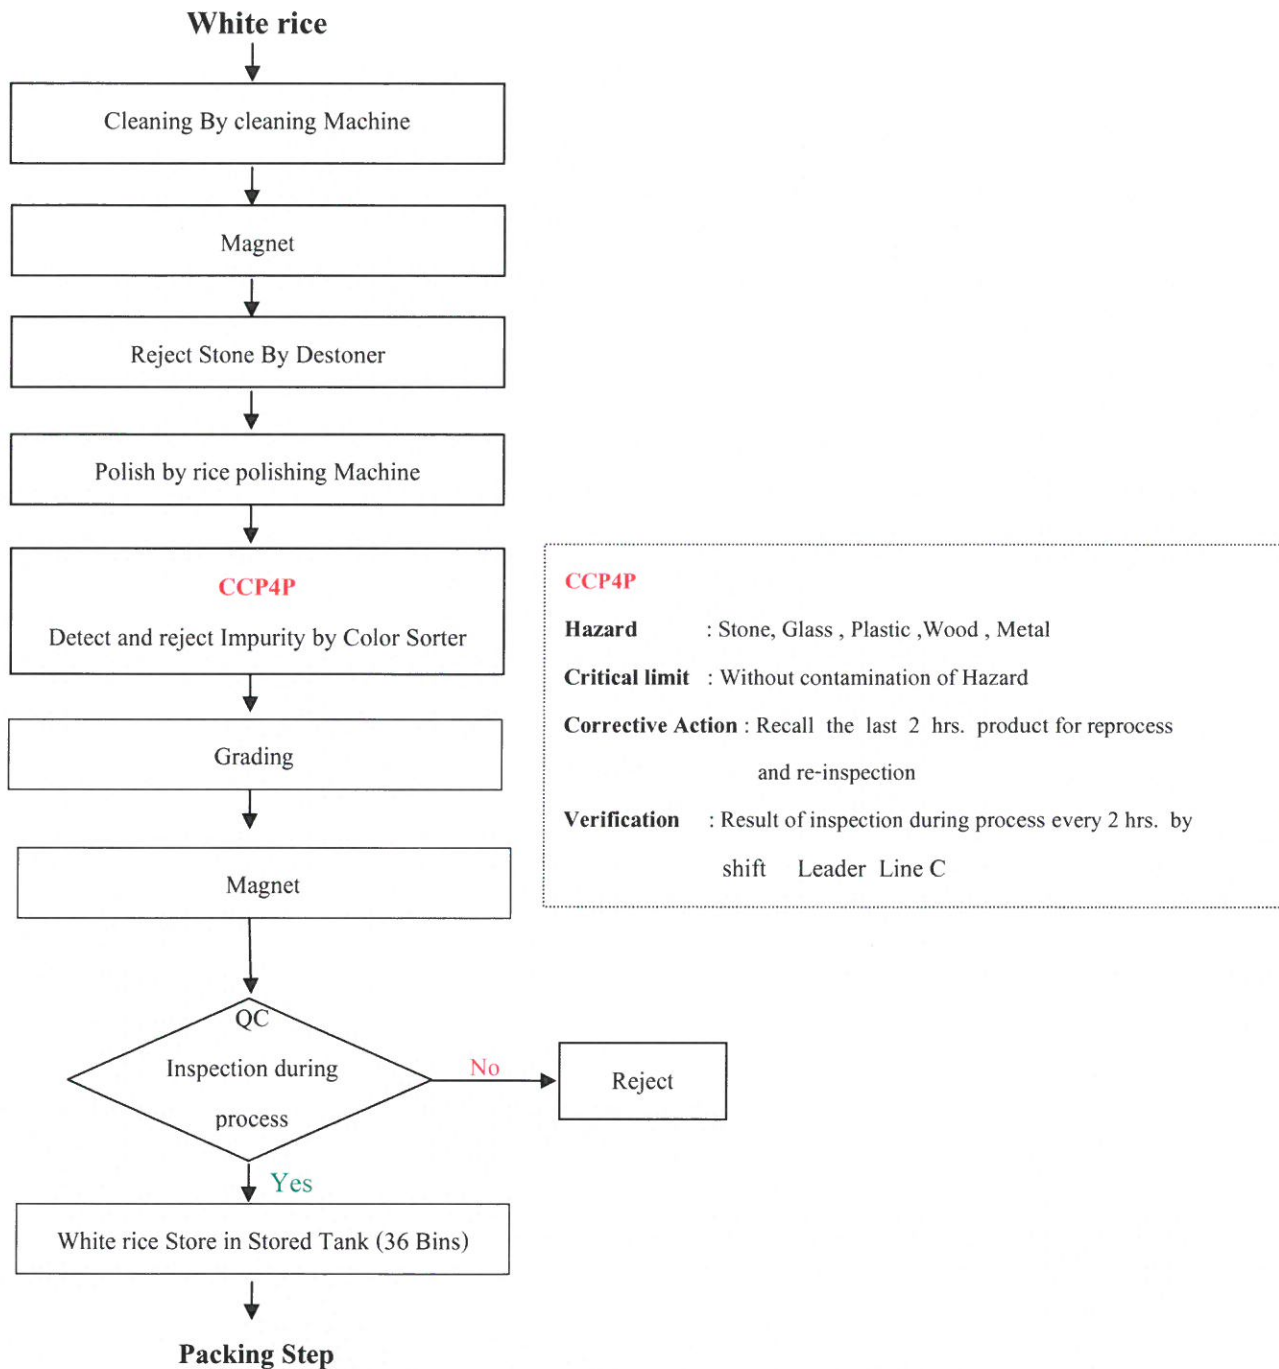 White rice
Cleaning By cleaning Machine
Magnet
Reject Stone By Destoner
Polish by rice polishing Machine
CCP4P
Detect and reject Impurity by Color Sorter
Grading
Magnet
QC
Inspection during
process
No
Reject
Yes
White rice Store in Stored Tank (36 Bins)
Packing Step
CCP4P
Hazard : Stone, Glass , Plastic ,Wood , Metal
Critical limit : Without contamination of Hazard
Corrective Action : Recall the last 2 hrs. product for reprocess
and re-inspection
Verification : Result of inspection during process every 2 hrs. by
shift Leader Line C